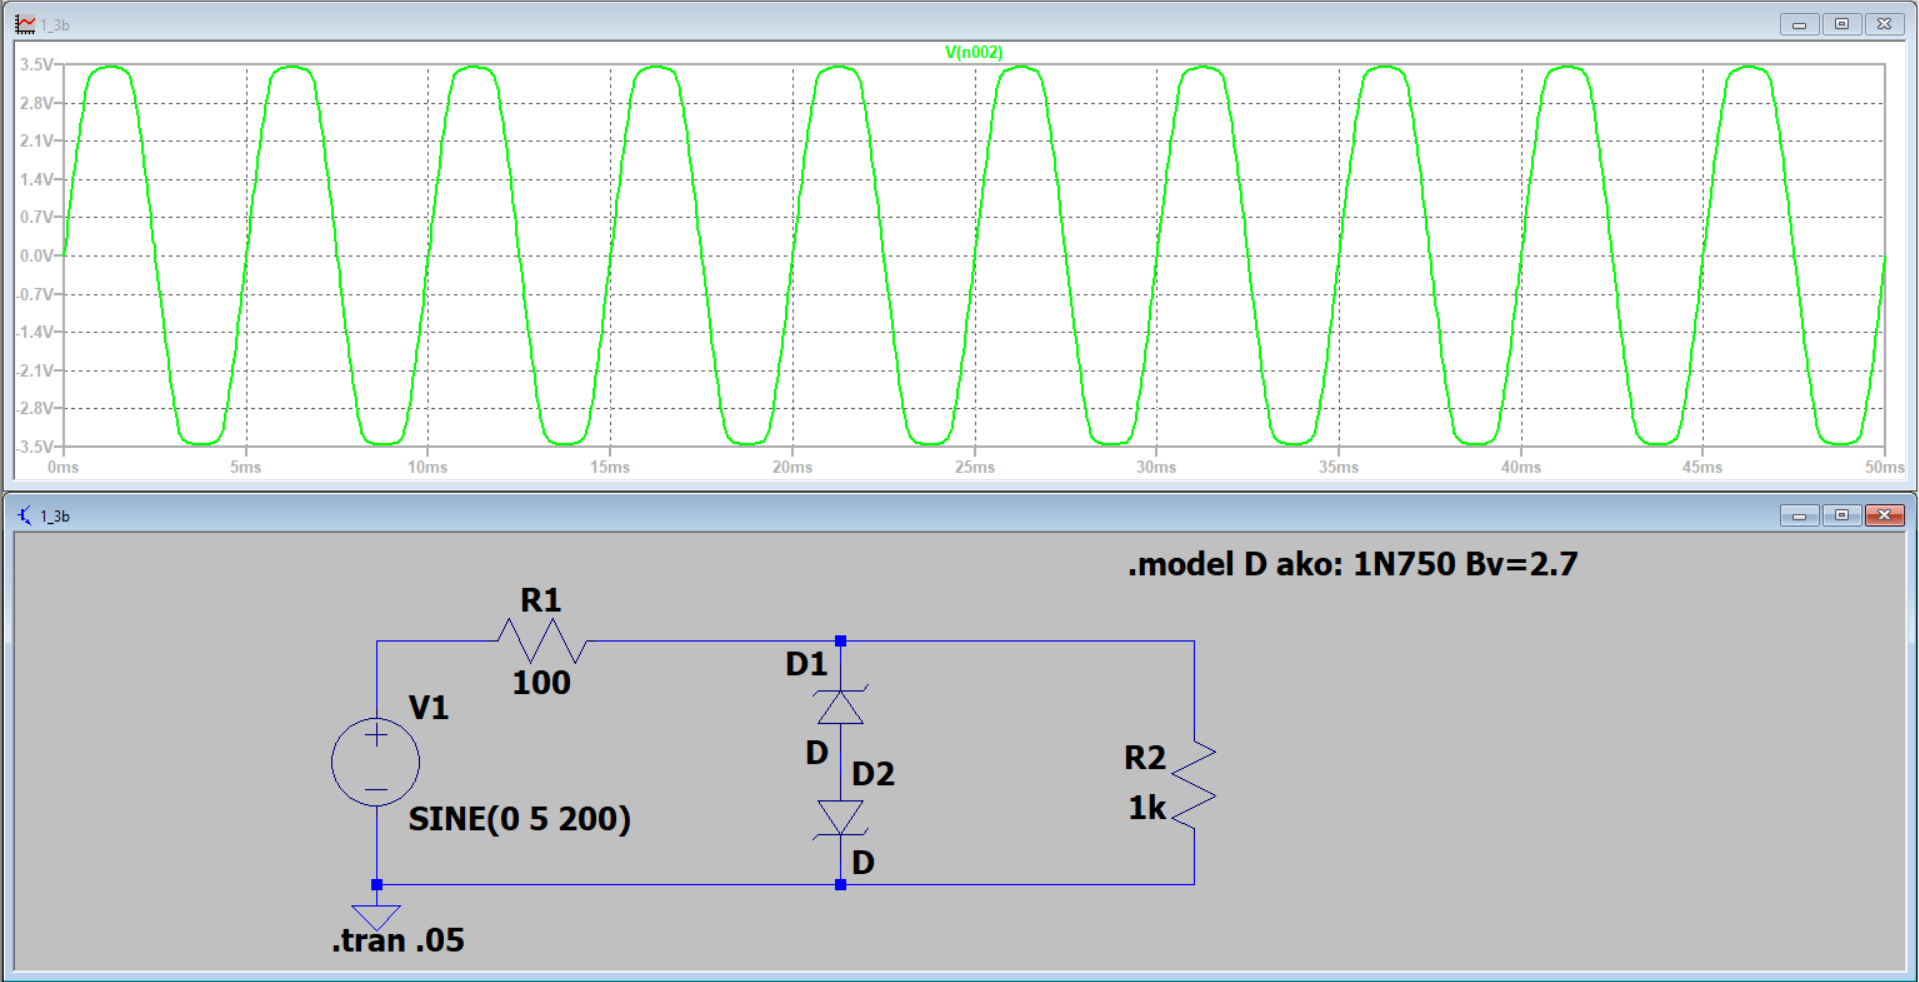 1_3b
V(n002)
3.5V
2.8V
2.1V
1.4V
0.7V
0.0V
-0.7V
-1.4V
-2.1V
-2.8V
-3.5V
0ms 5ms 10ms 15ms 20ms 25ms 30ms 35ms 40ms 45ms 50ms
1_3b
.model D ako: 1N750 Bv=2.7
R1
100
V1
SINE(0 5 200)
D1
D
D2
D
R2
1k
.tran .05